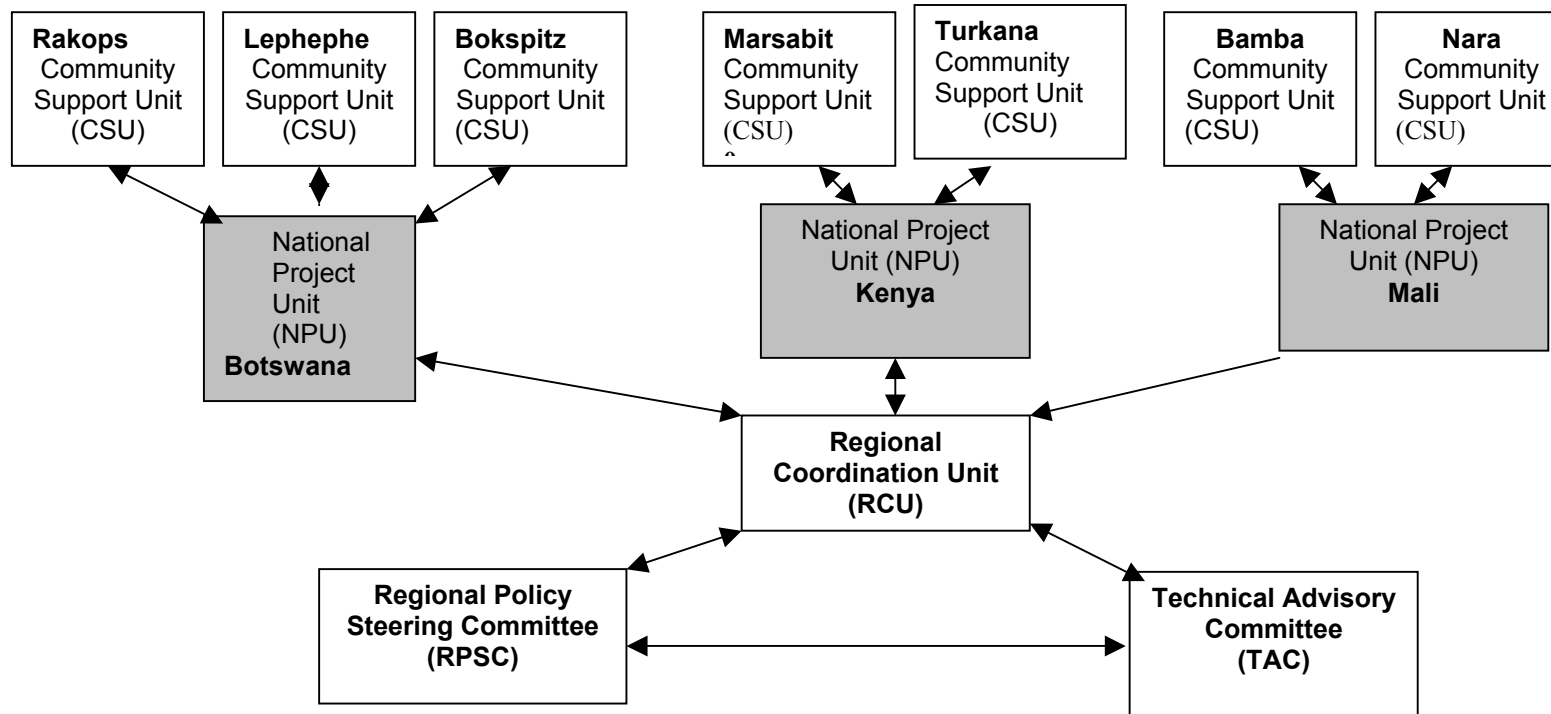 Rakops
Community
Support Unit
(CSU)
Lephephe
Community
Support Unit
(CSU)
Bokspitz
Community
Support Unit
(CSU)
Marsabit
Community
Support Unit
(CSU)
Turkana
Community
Support Unit
(CSU)
Bamba
Community
Support Unit
(CSU)
Nara
Community
Support Unit
(CSU)
National
Project
Unit
(NPU)
Botswana
National Project
Unit (NPU)
Kenya
National Project
Unit (NPU)
Mali
Regional
Coordination Unit
(RCU)
Regional Policy
Steering Committee
(RPSC)
Technical Advisory
Committee
(TAC)